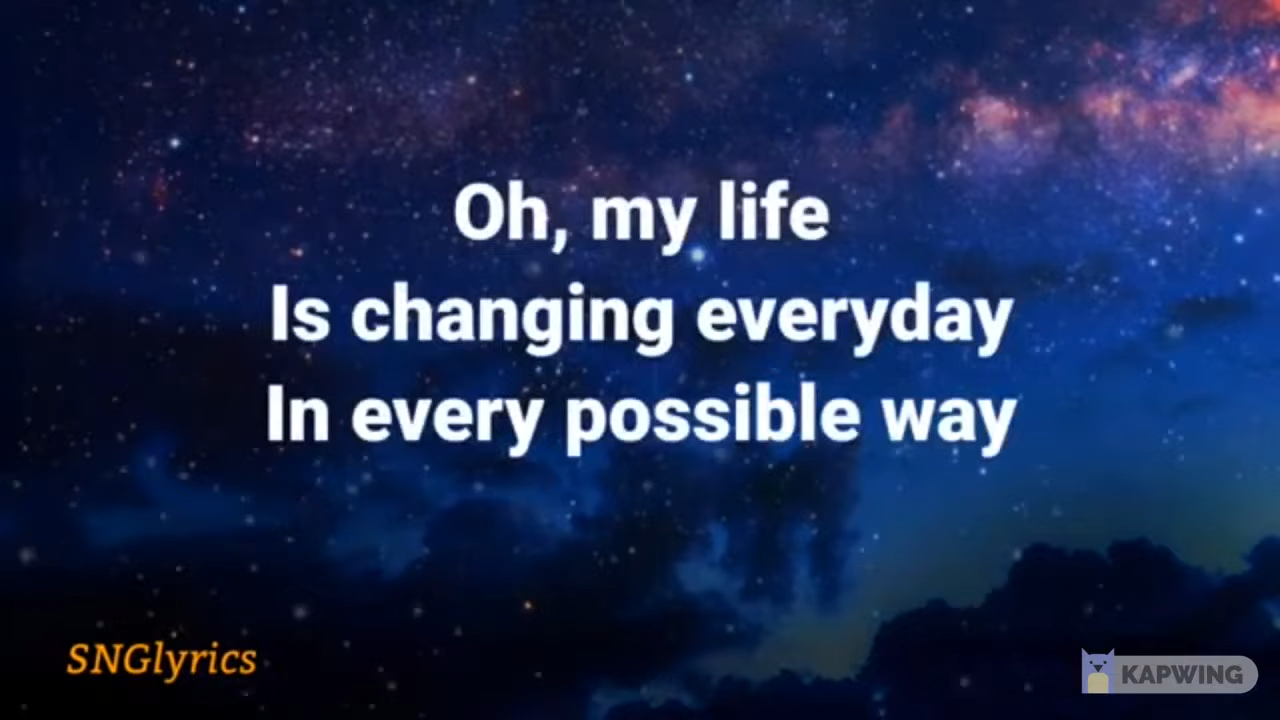 Oh, my life
Is changing everyday
In every possible way
SNGlyrics
KAPWING